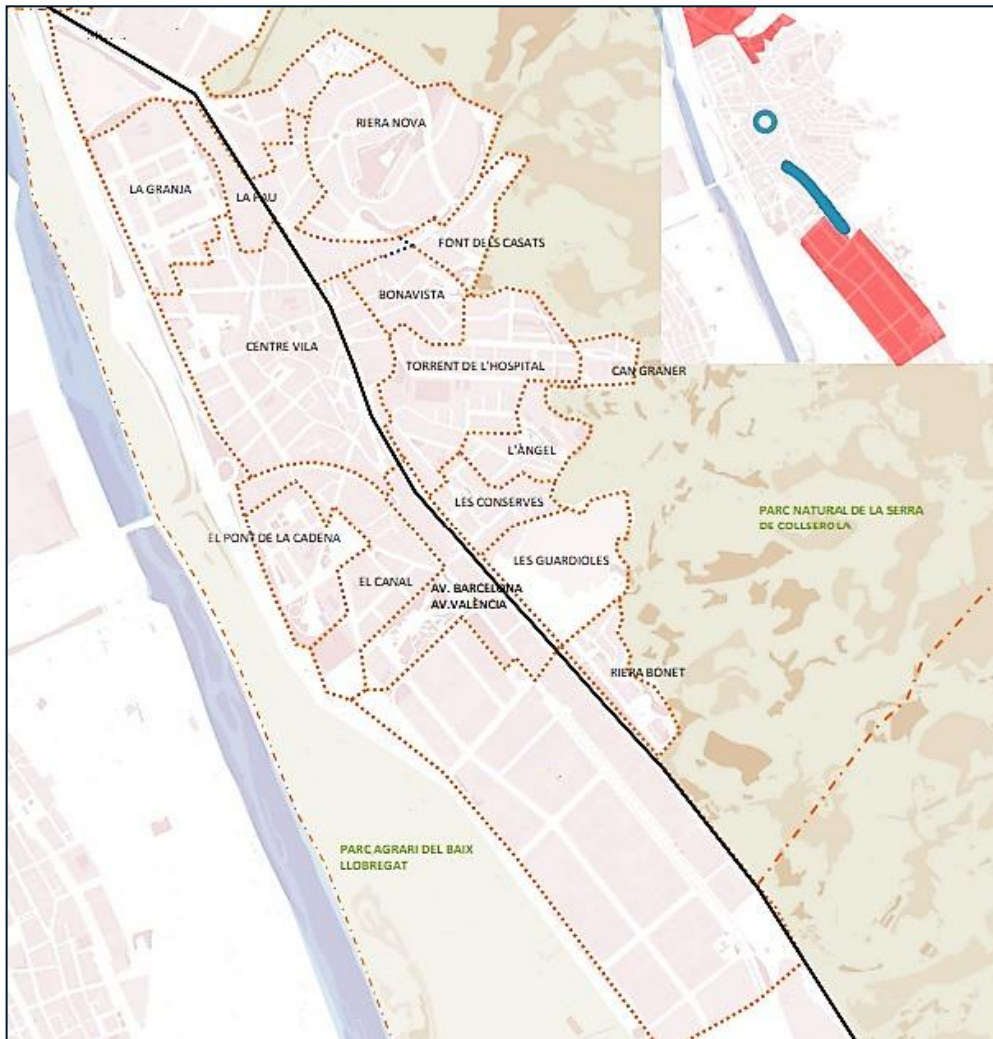 RIERA NOVA
LA GRANJA
LA PAU
FONT DELS CASATS
BONAVISTA
CENTRE VILA
TORRENT DE L'HOSPITAL
CAN GRANER
L'ÀNGEL
LES CONSERVES
PARC NATURAL DE LA SERRA
DE COLLSEROLA
EL PONT DE LA CADENA
LES GUARDIOLES
EL CANAL
AV. BARCELONA
AV.VALÈNCIA
RIERA BONET
PARC AGRARI DEL BAIX
LLOBREGAT